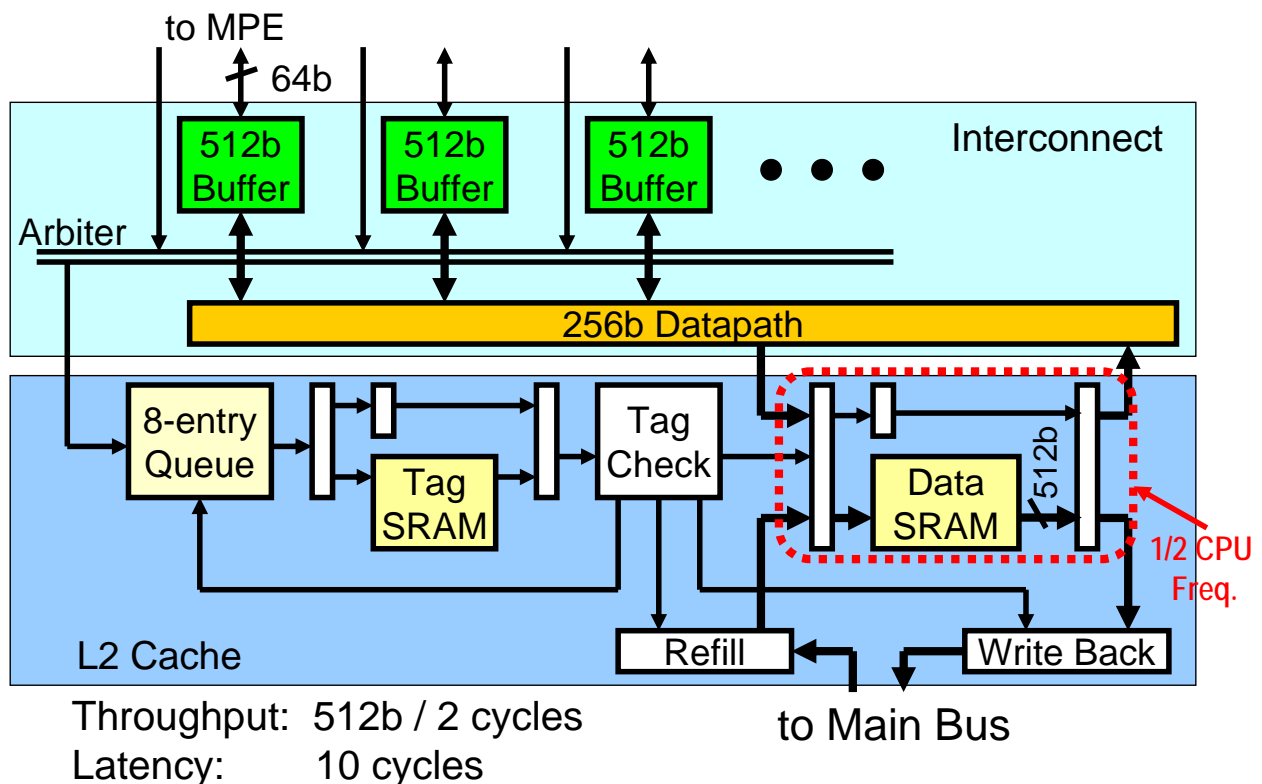 to MPE
64b
512b
Buffer
512b
Buffer
512b
Buffer
Interconnect
Arbiter
256b Datapath
8-entry
Queue
Tag
SRAM
Tag
Check
Data
SRAM
512b
1/2 CPU
Freq.
L2 Cache
Refill
Write Back
Throughput: 512b / 2 cycles
Latency: 10 cycles
to Main Bus